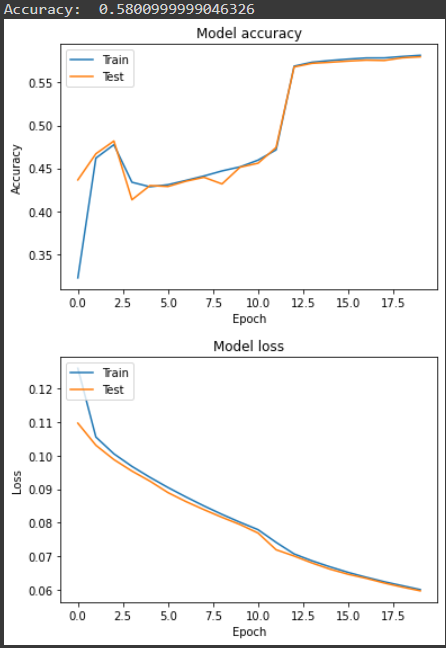 Accuracy:  0.5800999999046326
Model accuracy
Train
Test
0.55
0.50
0.45
0.40
0.35
Accuracy
0.0 2.5 5.0 7.5 10.0 12.5 15.0 17.5
Epoch
Model loss
Train
Test
0.12
0.11
0.10
0.09
0.08
0.07
0.06
Loss
0.0 2.5 5.0 7.5 10.0 12.5 15.0 17.5
Epoch